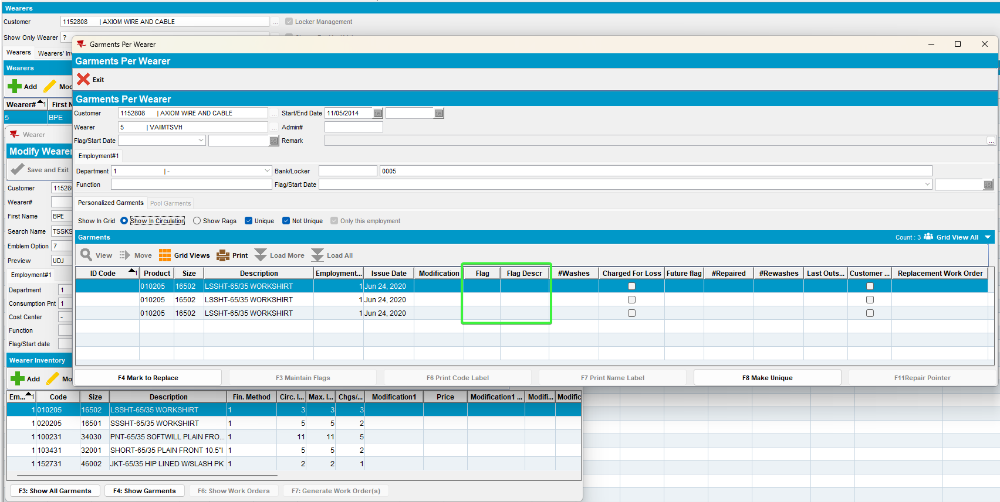 Wearers
Customer 1152808 | AXIOM WIRE AND CABLE ... Locker Management
Show Only Wearer ?
Wearers Wearers' Inv
Wearers
Add Mod
Wearer# 1 First N
5 BPE
Garments Per Wearer
Garments Per Wearer
Exit
Garments Per Wearer
Customer 1152808 | AXIOM WIRE AND CABLE ... Start/End Date 11/05/2014 16 16
Wearer 5 | VAIIMTSVH ... Admin#
Flag/Start Date 16 Remark ...
Employment#1
Department 1 | - Bank/Locker 0005
Function Flag/Start Date 16
Personalized Garments Pool Garments
Show In Grid Show In Circulation Show Rags Unique Not Unique Only this employment
Garments Count : 3 Grid View All
View Move Grid Views Print Load More Load All
ID Code 1 Product Size Description Employment... Issue Date Modification Flag Flag Descr #Washes Charged For Loss Future flag #Repaired #Rewashes Last Outs... Customer ... Replacement Work Order
010205 16502 LSSHT-65/35 WORKSHIRT 1 Jun 24, 2020
010205 16502 LSSHT-65/35 WORKSHIRT 1 Jun 24, 2020
010205 16502 LSSHT-65/35 WORKSHIRT 1 Jun 24, 2020
F4 Mark to Replace F3 Maintain Flags F6 Print Code Label F7 Print Name Label F8 Make Unique F11Repair Pointer
Wearer
Modify Wearer
Save and Exit
Customer 11528
Wearer#
First Name BPE
Search Name TSSKS
Emblem Option 7
Preview UDJ
Employment#1
Department 1
Consumption Pnt 1
Cost Center -
Function
Flag/Start date
Wearer Inventory
Add Mo
Em... 1 Code Size Description Fin. Method Circ. I... Max. I... Chgs/... Modification1 Price Modification1 ... Modifi... Modific
1 010205 16502 LSSHT-65/35 WORKSHIRT 1 3 3 3
1 020205 16501 SSSHT-65/35 WORKSHIRT 1 5 5 2
1 100231 34030 PNT-65/35 SOFTWILL PLAIN FRO... 1 11 11 5
1 103431 32001 SHORT-65/35 PLAIN FRONT 10.5"I 1 5 5 2
1 152731 46002 JKT-65/35 HIP LINED W/SLASH PK 1 2 2 1
F3: Show All Garments F4: Show Garments F6: Show Work Orders F7: Generate Work Order(s)